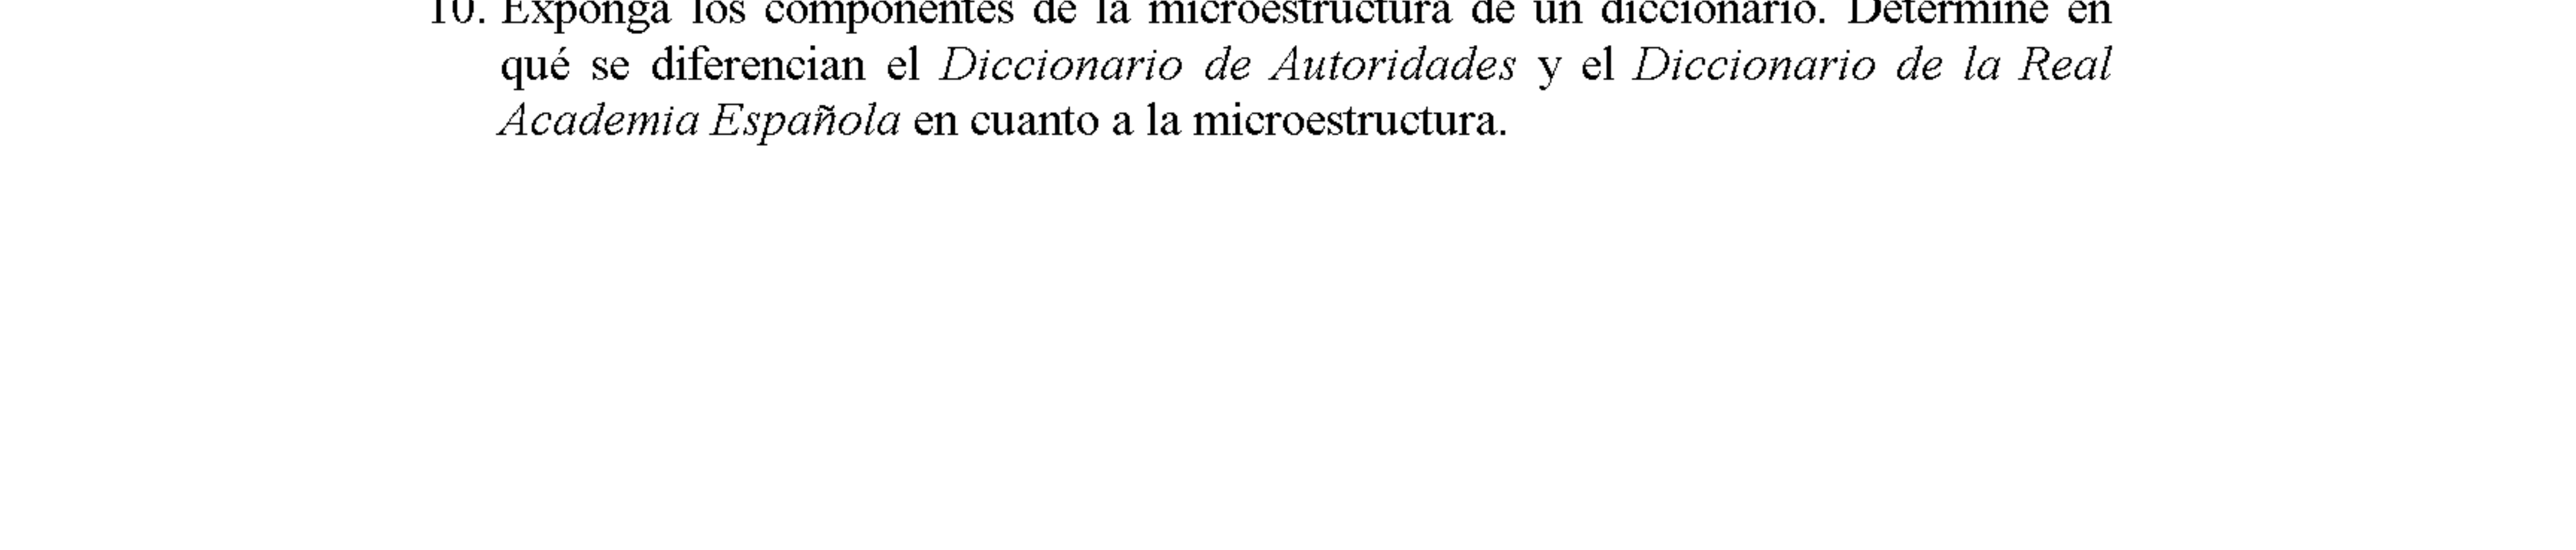 10. Exponga los componentes de la microestructura de un diccionario. Determine en
qué se diferencian el Diccionario de Autoridades y el Diccionario de la Real
Academia Española en cuanto a la microestructura.